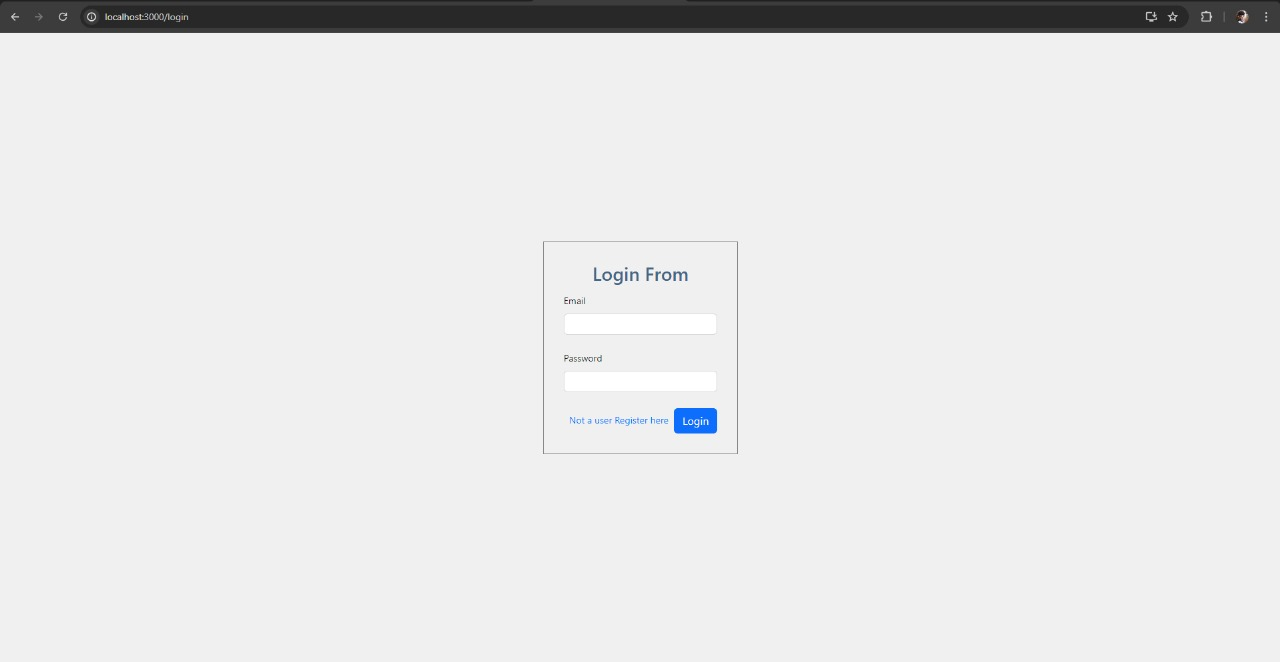 localhost:3000/login
Login From
Email
Password
Not a user Register here
Login